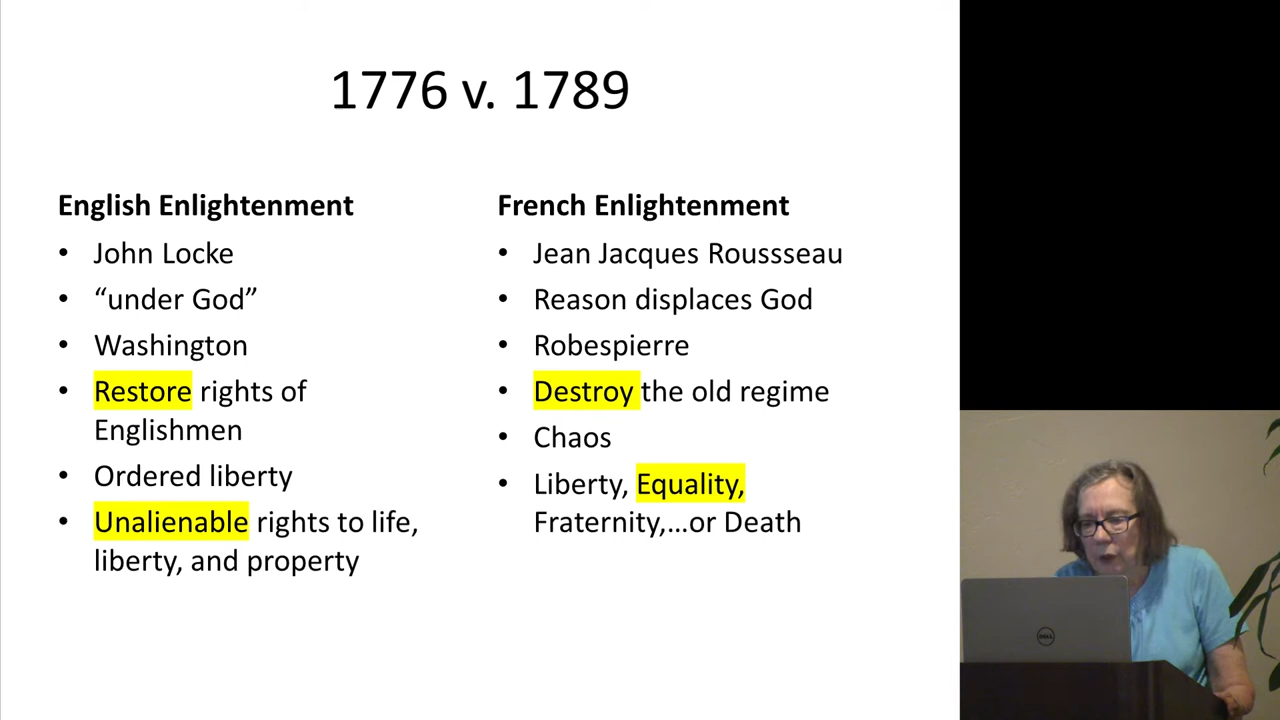 1776 v. 1789
English Enlightenment
• John Locke
• “under God”
• Washington
• Restore rights of
Englishmen
• Ordered liberty
• Unalienable rights to life,
liberty, and property
French Enlightenment
• Jean Jacques Roussseau
• Reason displaces God
• Robespierre
• Destroy the old regime
• Chaos
• Liberty, Equality,
Fraternity,...or Death
DELL